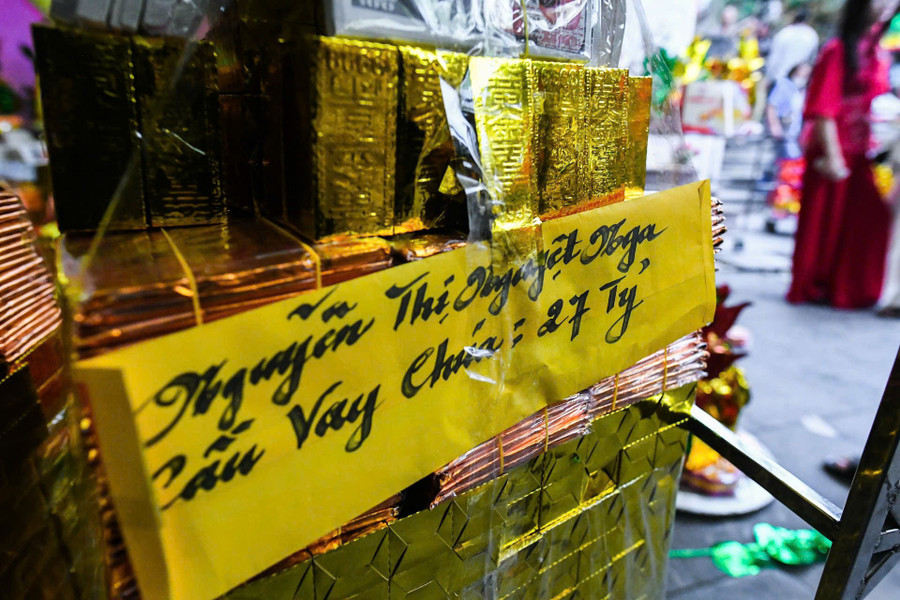 Nguyễn Thị Nguyệt Nga
Cầu Vay Chúa: 27 Tỷ